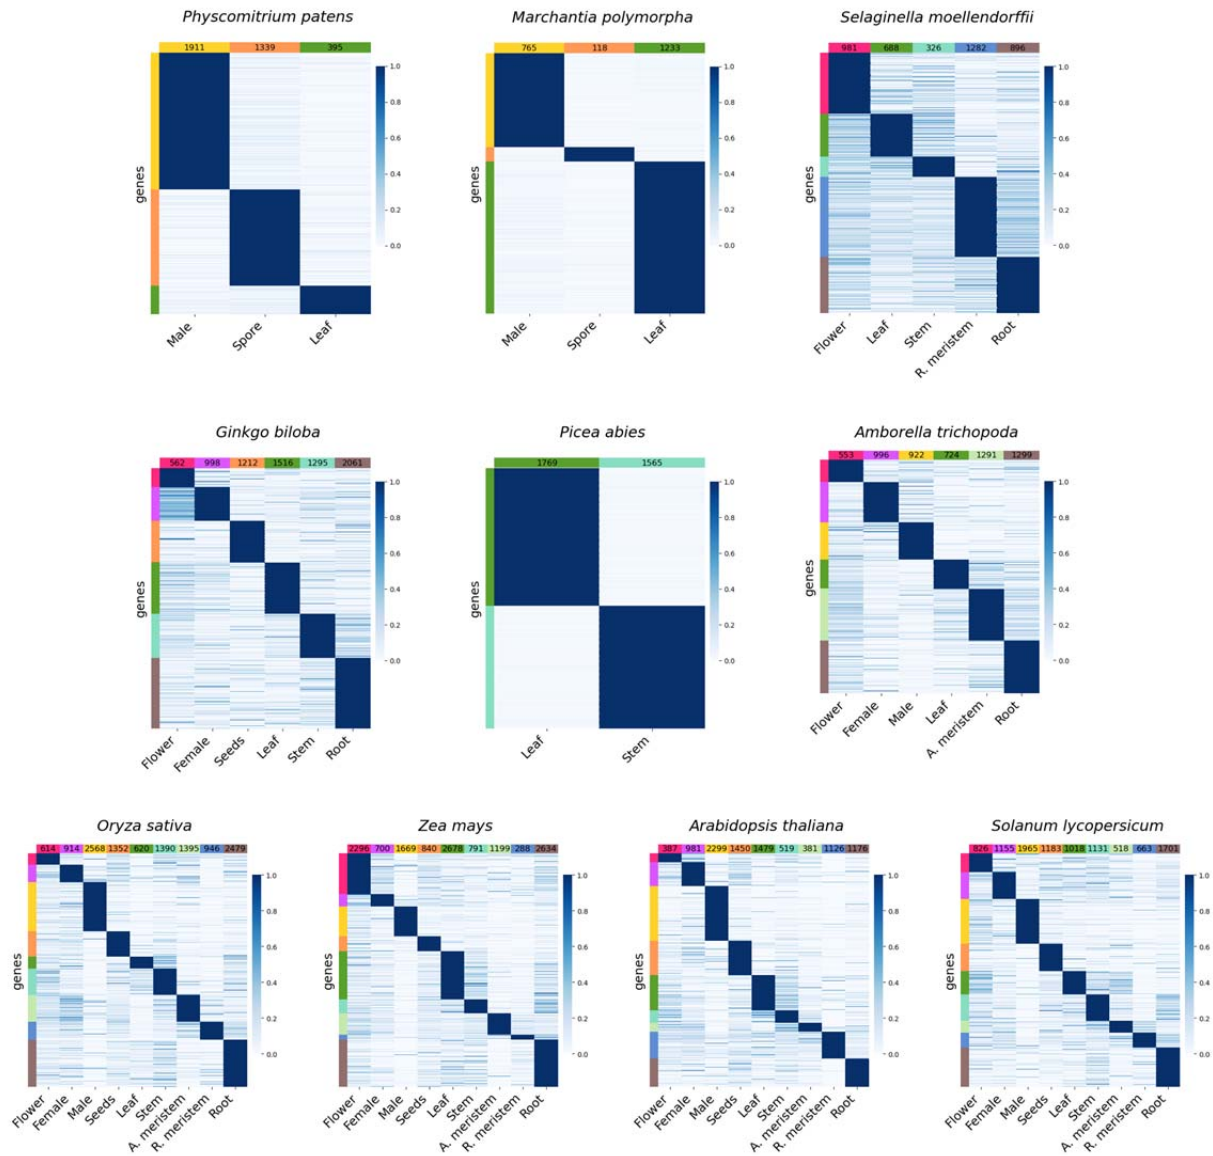 Physcomitrium patens
Marchantia polymorpha
Selaginella moellendorffii
1911 1339 395
765 118 1233
981 688 326 1282 896
1.0
0.8
0.6
0.4
0.2
0.0
genes
Male
Spore
Leaf
1.0
0.8
0.6
0.4
0.2
0.0
genes
Male
Spore
Leaf
1.0
0.8
0.6
0.4
0.2
0.0
genes
Flower
Leaf
Stem
R. meristem
Root
Ginkgo biloba
Picea abies
Amborella trichopoda
562 998 1212 1516 1295 2061
1769 1565
553 996 922 724 1291 1299
1.0
0.8
0.6
0.4
0.2
0.0
genes
Flower
Female
Seeds
Leaf
Stem
Root
1.0
0.8
0.6
0.4
0.2
0.0
genes
Leaf
Stem
1.0
0.8
0.6
0.4
0.2
0.0
genes
Flower
Female
Male
Leaf
A. meristem
Root
Oryza sativa
Zea mays
Arabidopsis thaliana
Solanum lycopersicum
614 914 2568 1352 620 1390 1395 946 2479
2296 700 1669 840 2678 791 1199 288 2634
387 981 2299 1450 1479 519 381 1126 1176
826 1155 1965 1183 1018 1131 518 663 1701
1.0
0.8
0.6
0.4
0.2
0.0
genes
Flower
Female
Male
Seeds
Leaf
Stem
A. meristem
R. meristem
Root
1.0
0.8
0.6
0.4
0.2
0.0
genes
Flower
Female
Male
Seeds
Leaf
Stem
A. meristem
R. meristem
Root
1.0
0.8
0.6
0.4
0.2
0.0
genes
Flower
Female
Male
Seeds
Leaf
Stem
A. meristem
R. meristem
Root
1.0
0.8
0.6
0.4
0.2
0.0
genes
Flower
Female
Male
Seeds
Leaf
Stem
A. meristem
R. meristem
Root